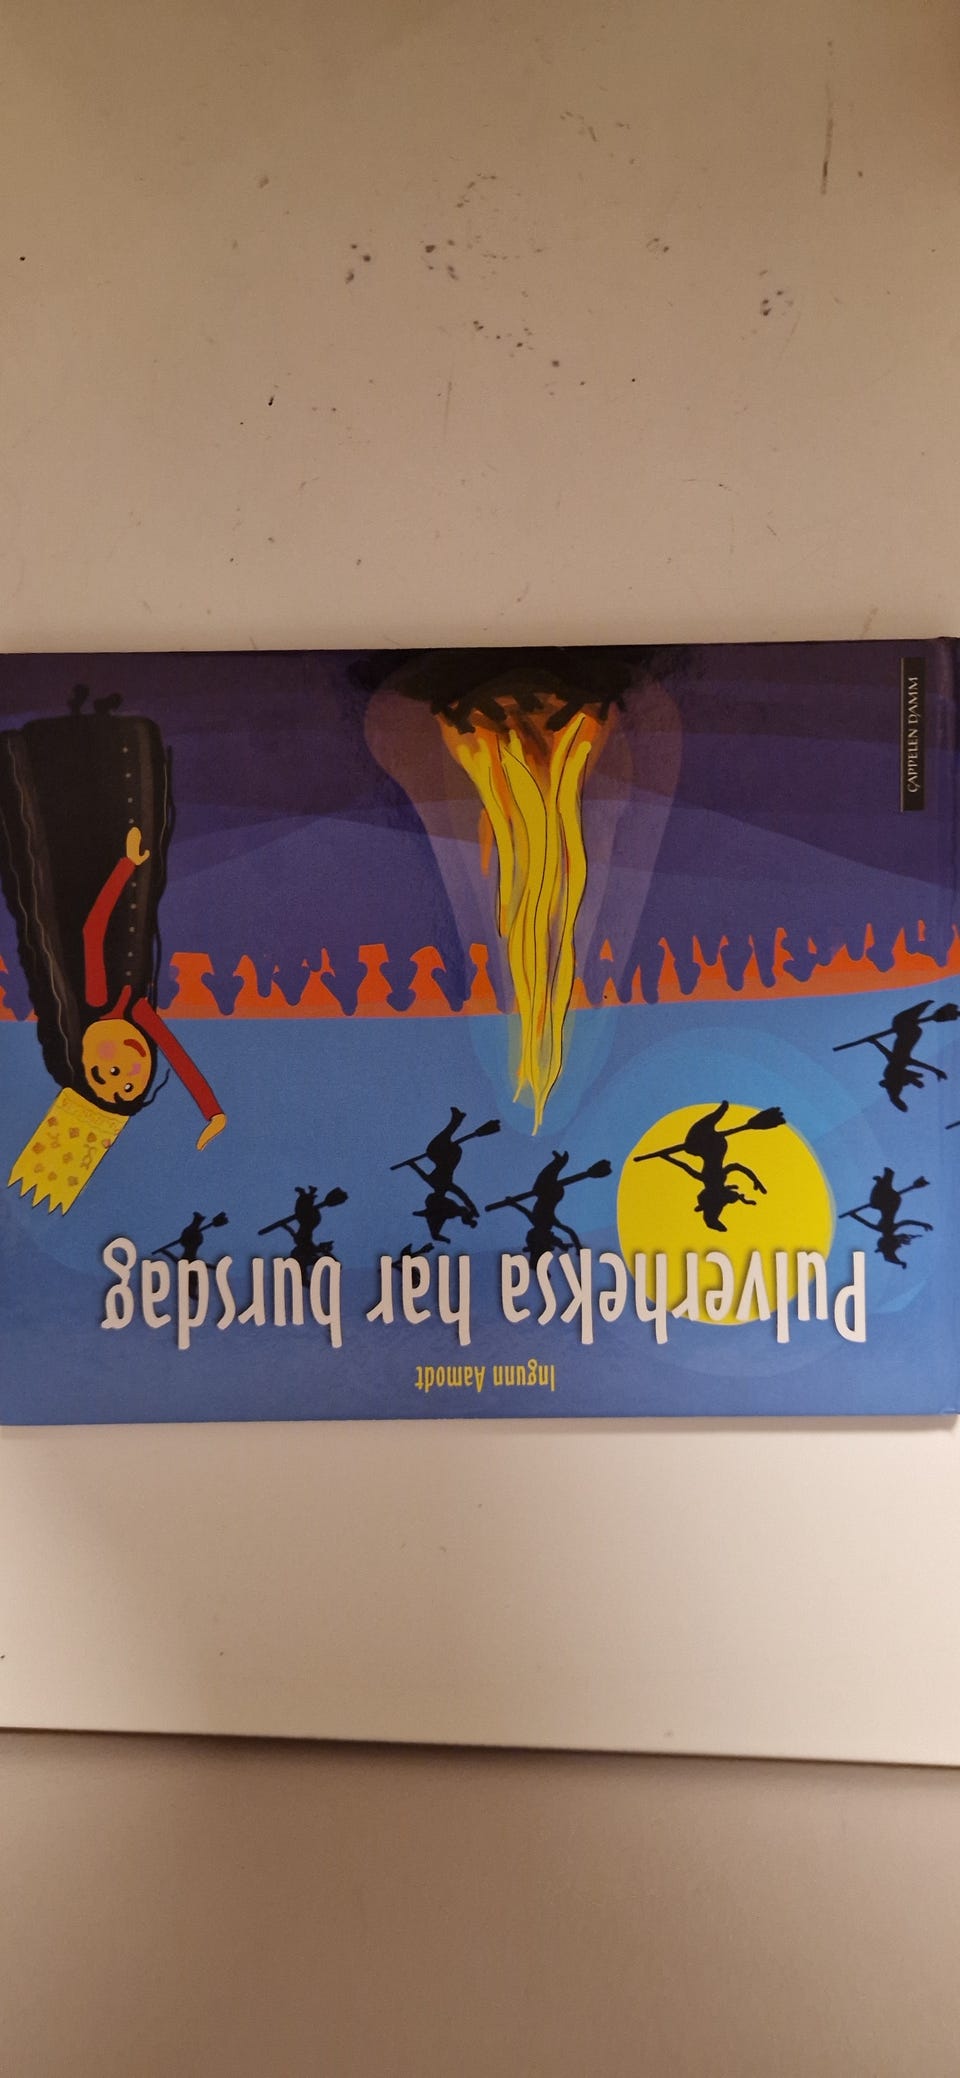 Ingunn Aamodt
Pulverheksa har bursdag
CAPPELEN DAMM